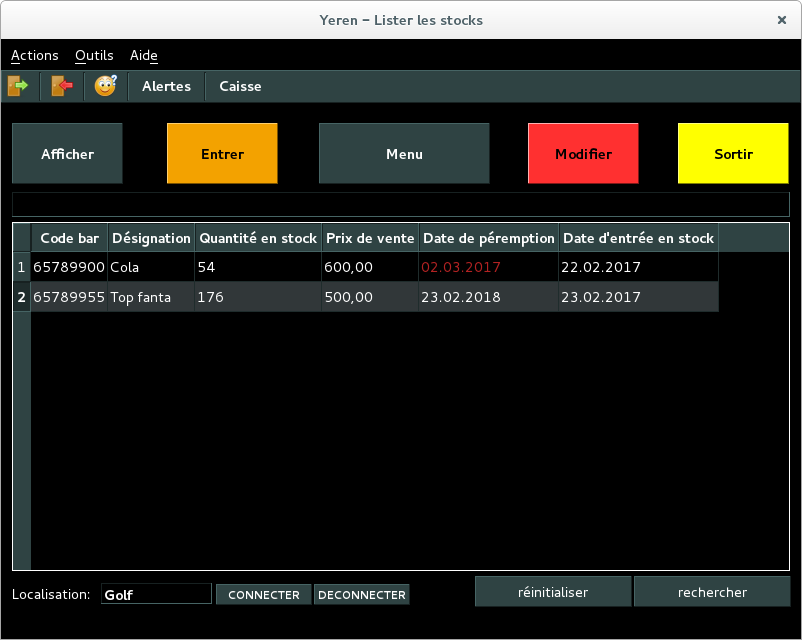 Yeren – Lister les stocks
Actions Outils Aide
Alertes Caisse
Afficher Entrer Menu Modifier Sortir
Code bar Désignation Quantité en stock Prix de vente Date de péremption Date d'entrée en stock
1 65789900 Cola 54 600,00 02.03.2017 22.02.2017
2 65789955 Top fanta 176 500,00 23.02.2018 23.02.2017
Localisation: Golf CONNECTER DECONNECTER réinitialiser rechercher